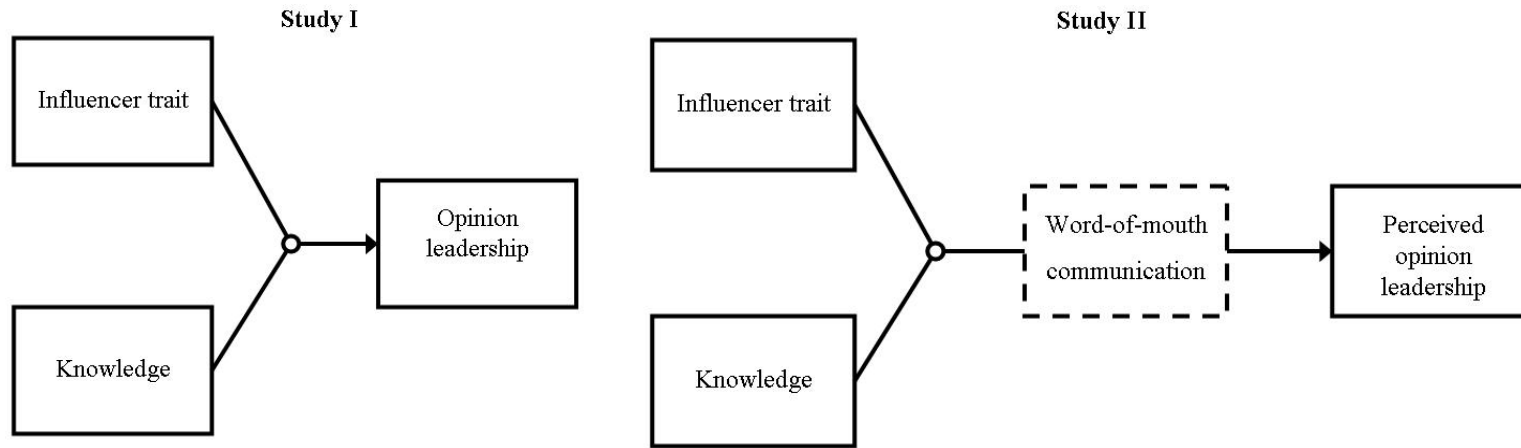 Study I
Influencer trait
Opinion
leadership
Knowledge
Study II
Influencer trait
Word-of-mouth
communication
Perceived
opinion
leadership
Knowledge